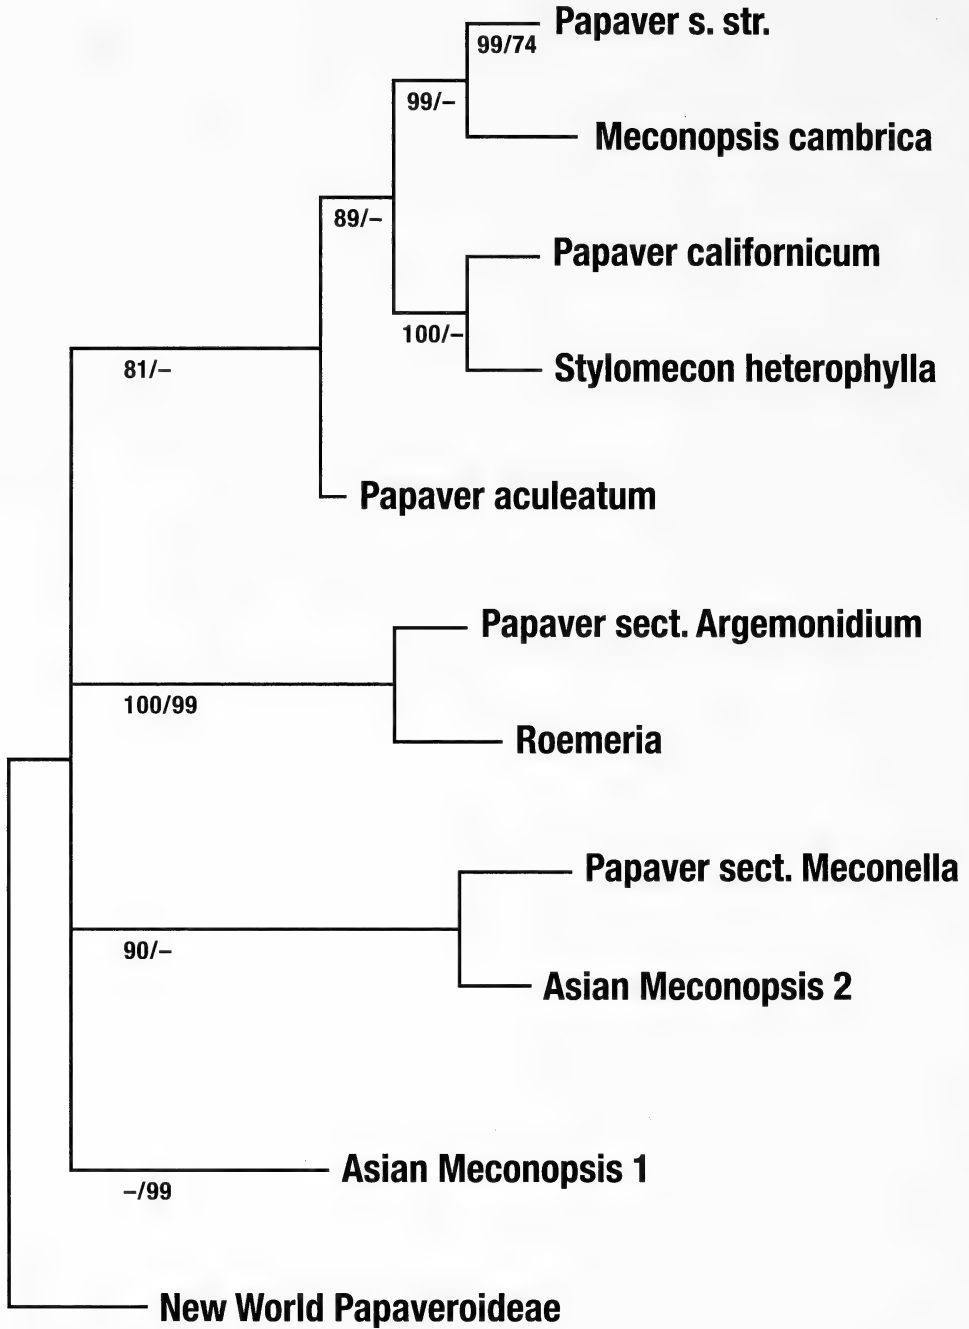 Papaver s. str.
99/74
99/–
Meconopsis cambrica
89/–
Papaver californicum
100/–
81/–
Stylomecon heterophylla
Papaver aculeatum
Papaver sect. Argemonidium
100/99
Roemeria
Papaver sect. Meconella
90/–
Asian Meconopsis 2
Asian Meconopsis 1
–/99
New World Papaveroideae